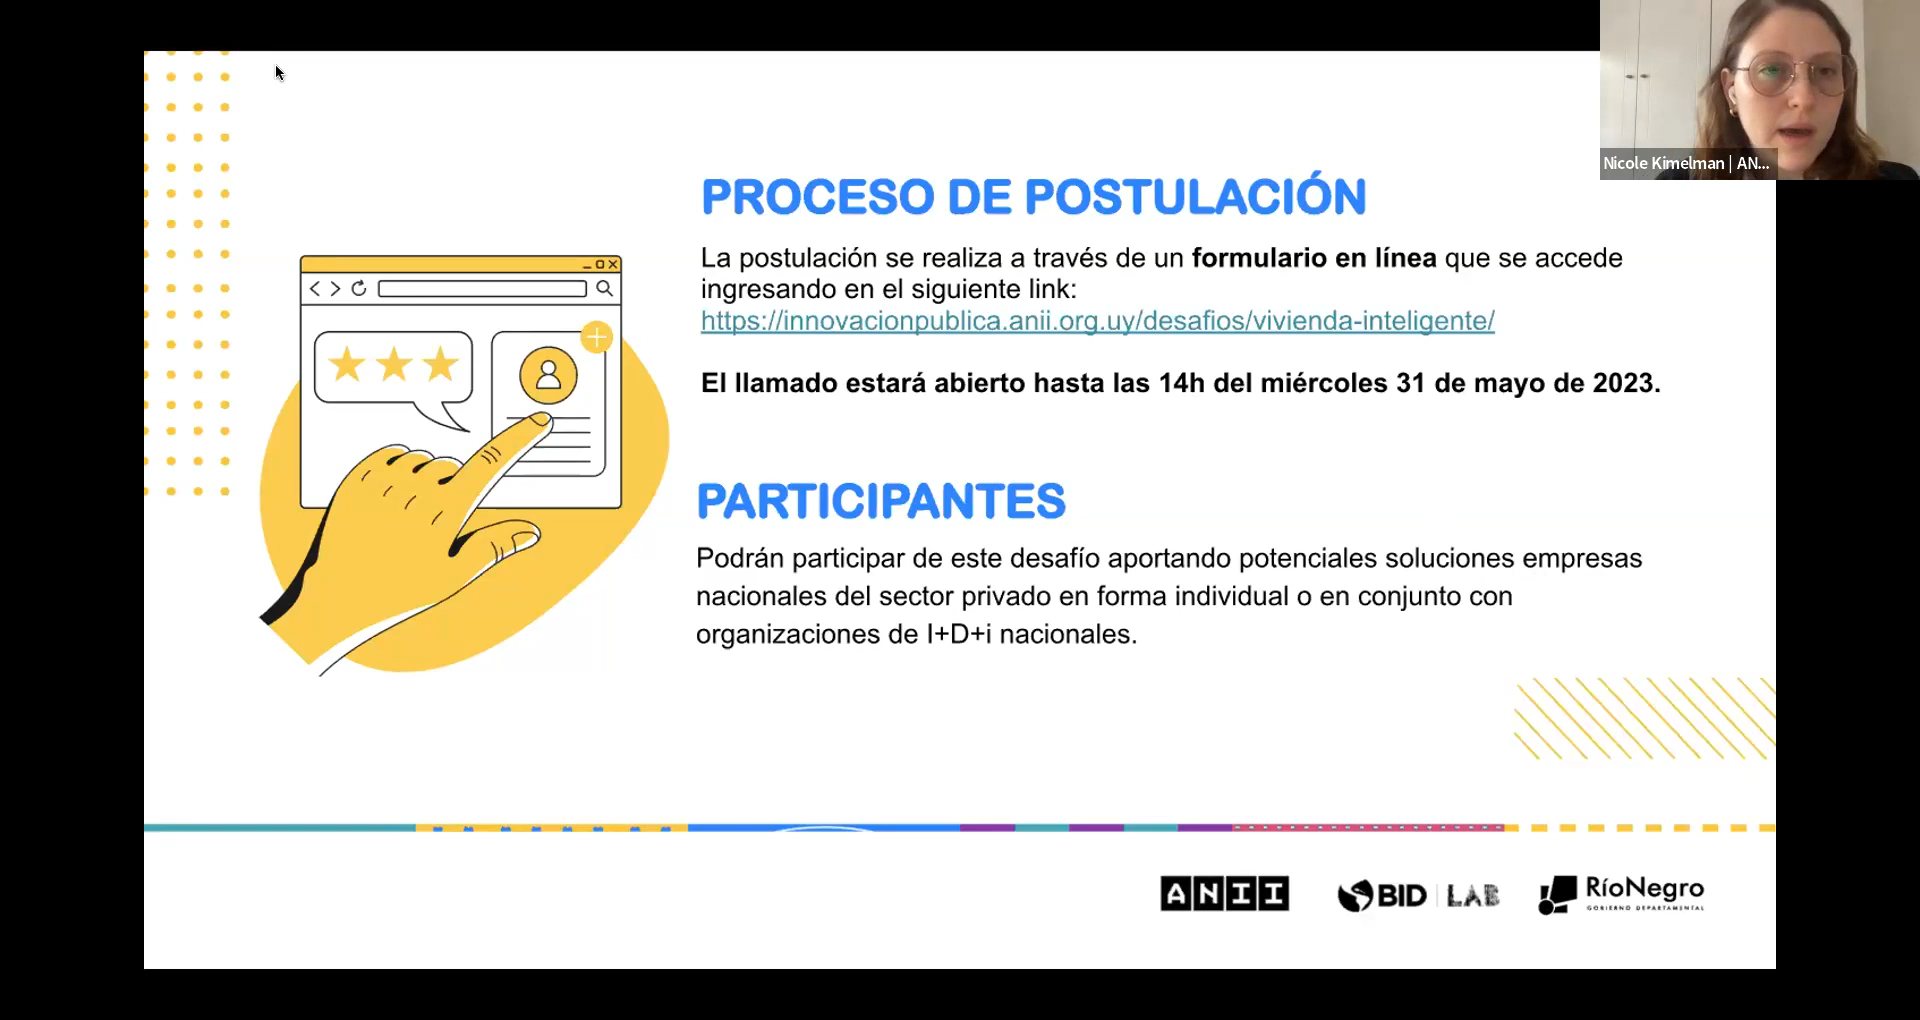 Nicole Kimelman | AN...
PROCESO DE POSTULACIÓN
La postulación se realiza a través de un formulario en línea que se accede
ingresando en el siguiente link:
https://innovacionpublica.anii.org.uy/desafios/vivienda-inteligente/
El llamado estará abierto hasta las 14h del miércoles 31 de mayo de 2023.
PARTICIPANTES
Podrán participar de este desafío aportando potenciales soluciones empresas
nacionales del sector privado en forma individual o en conjunto con
organizaciones de I+D+i nacionales.
ANII
BID | LAB
RíoNegro
GOBIERNO DEPARTAMENTAL